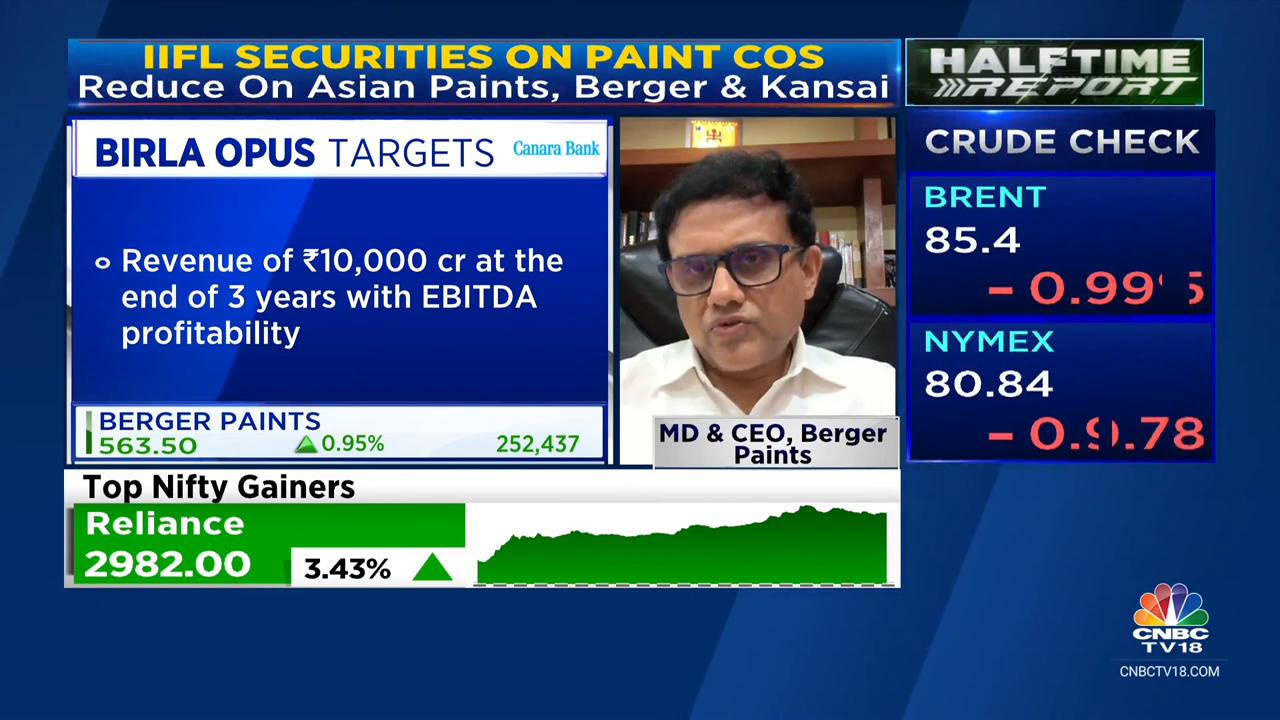 IIFL SECURITIES ON PAINT COS
Reduce On Asian Paints, Berger & Kansai
HALFTIME
REPORT
BIRLA OPUS TARGETS
Canara Bank
Revenue of ₹10,000 cr at the
end of 3 years with EBITDA
profitability
BERGER PAINTS
563.50 0.95% 252,437
MD & CEO, Berger
Paints
CRUDE CHECK
BRENT
85.4
NYMEX
80.84
Top Nifty Gainers
Reliance
2982.00 3.43%
CNBC
TV18
CNBCTV18.COM